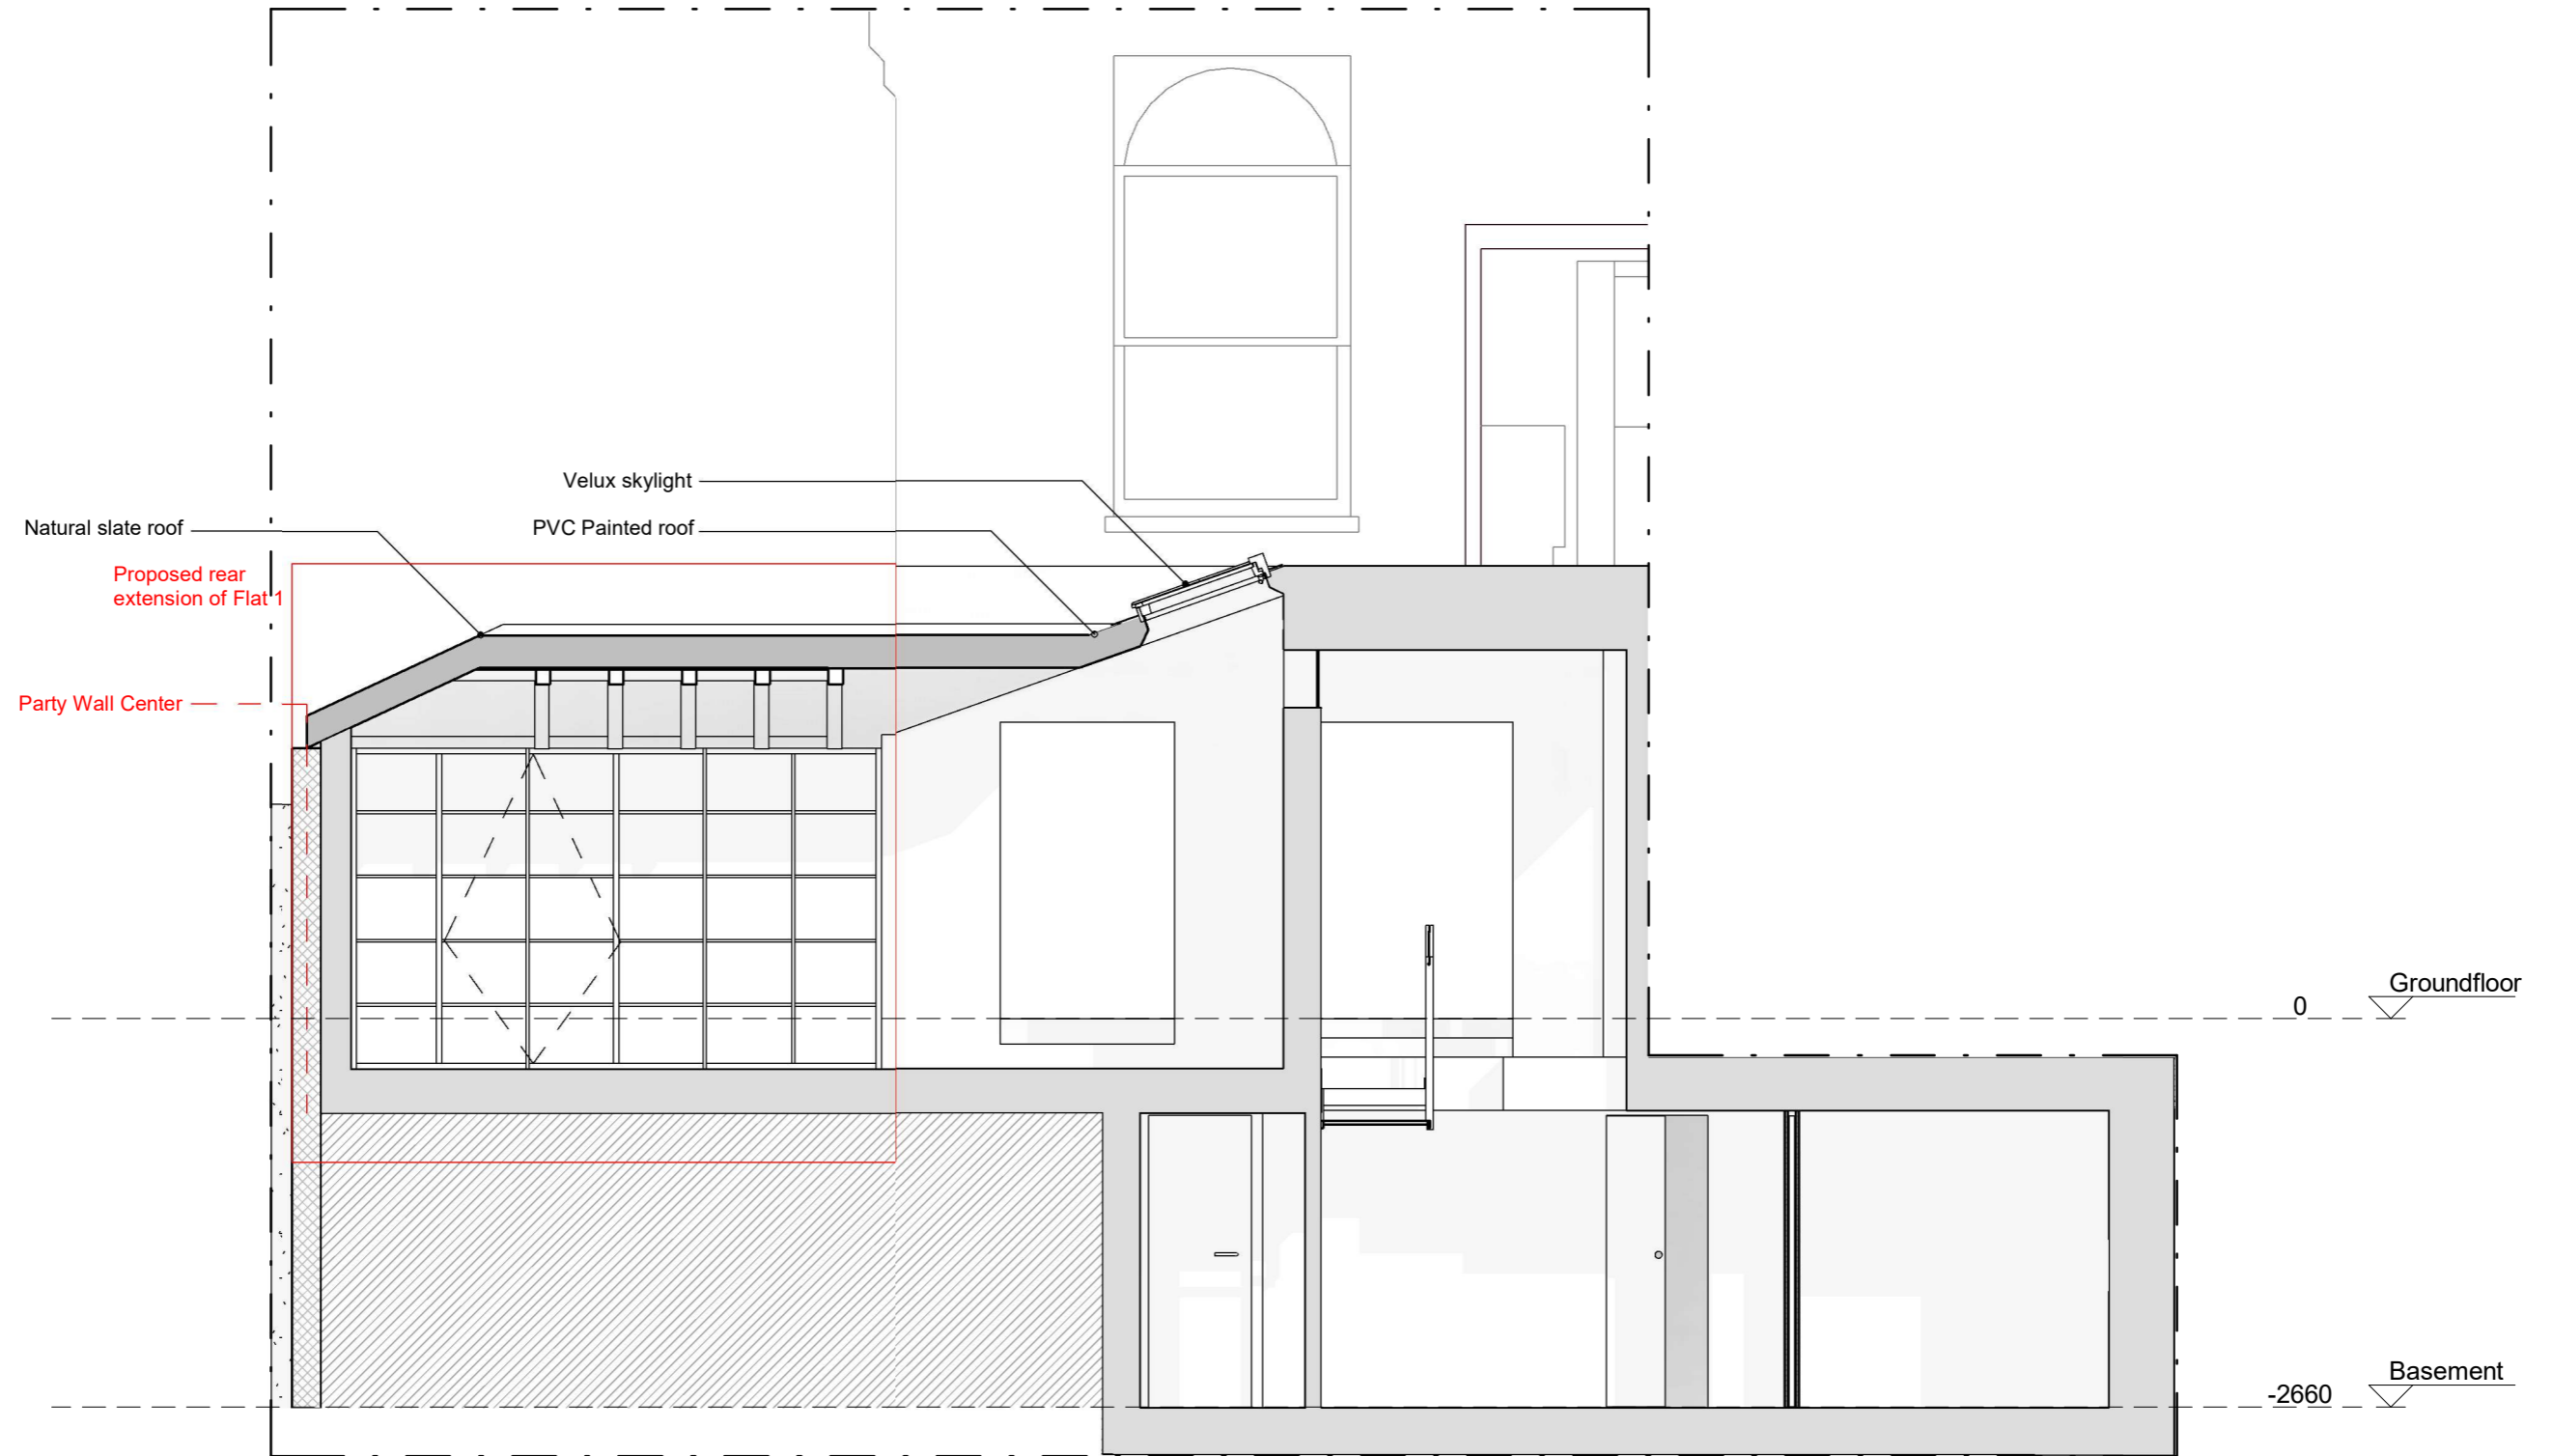 Velux skylight
Natural slate roof
PVC Painted roof
Proposed rear
extension of Flat 1
Party Wall Center
Groundfloor
0
Basement
-2660